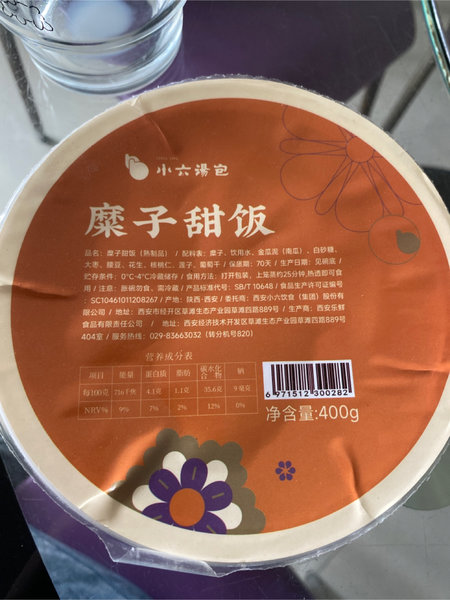 小六湯包
糜子甜饭
品名：糜子甜饭（熟制品） 配料表：糜子、饮用水、金瓜泥（南瓜）、白砂糖、
大枣、腰豆、花生、核桃仁、莲子、葡萄干 / 保质期：70天 / 生产日期：见碗底 /
贮存条件：0℃-4℃冷藏储存 / 食用方式：打开包装，上笼蒸约25分钟,热透即可食
用 / 注意：胀碗勿食、需冷藏 / 产品标准代号：SB/T 10648 / 食品生产许可证编
号：SC10461011208267 / 产地：陕西·西安 / 委托商：西安小六饮食（集团）股份有
限公司 / 地址：西安市经开区草滩生态产业园草滩四路889号 / 生产商：西安乐鲜
食品有限责任公司 / 地址：西安经济技术开发区草滩生态产业园草滩四路889号
404室 / 服务热线：029-83663032（转分机号820）
营养成分表
项目 能量 蛋白质 脂肪 碳水化合物 钠
每100克 716千焦 4.1克 1.1克 35.6克 9毫克
NRV% 9% 7% 2% 12% 0%
6 971512 300282
净含量:400g